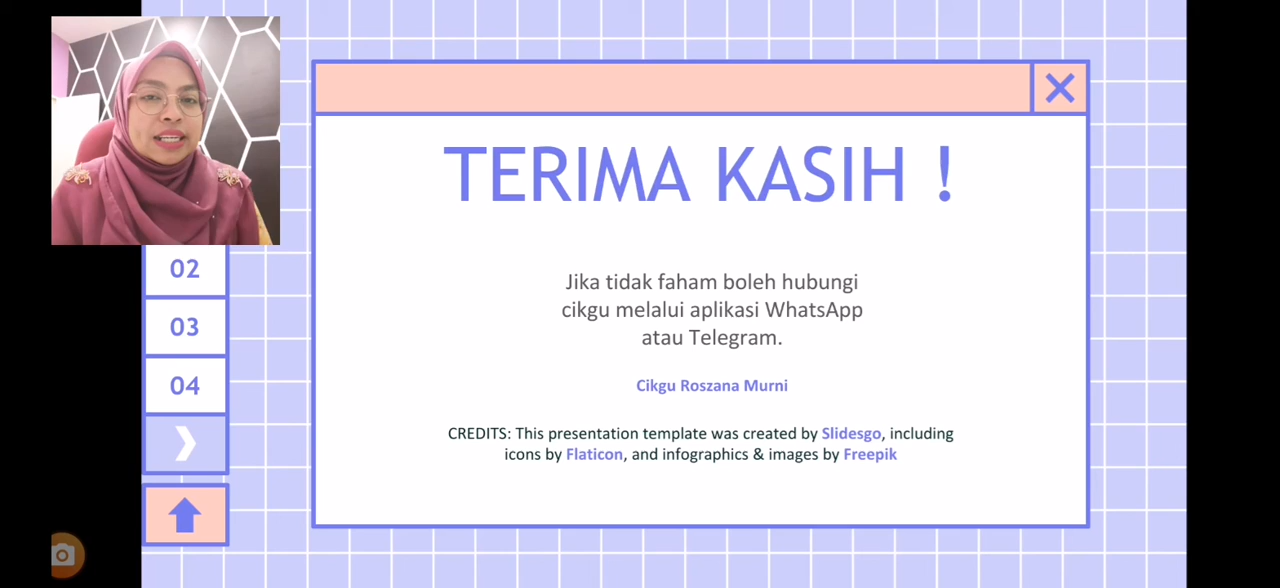 TERIMA KASIH !
Jika tidak faham boleh hubungi
cikgu melalui aplikasi WhatsApp
atau Telegram.
Cikgu Roszana Murni
CREDITS: This presentation template was created by Slidesgo, including
icons by Flaticon, and infographics & images by Freepik
02
03
04